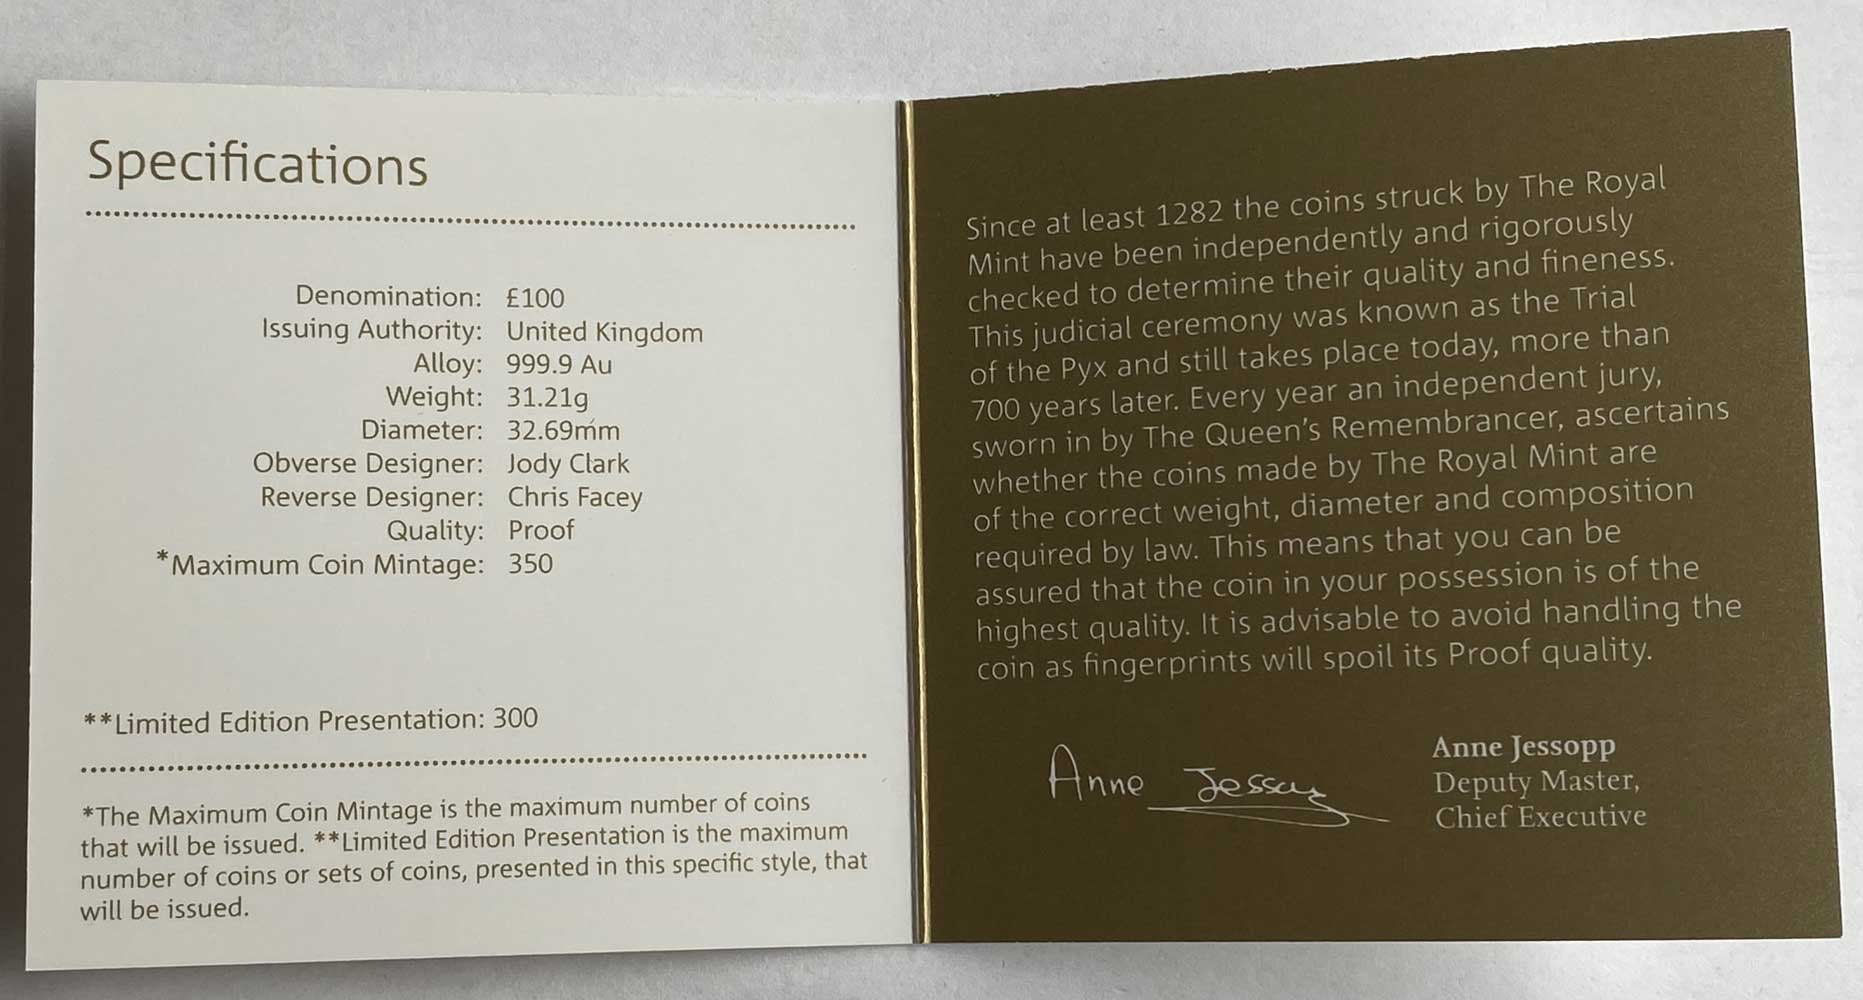 Specifications
Denomination: £100
Issuing Authority: United Kingdom
Alloy: 999.9 Au
Weight: 31.21g
Diameter: 32.69mm
Obverse Designer: Jody Clark
Reverse Designer: Chris Facey
Quality: Proof
*Maximum Coin Mintage: 350
**Limited Edition Presentation: 300
*The Maximum Coin Mintage is the maximum number of coins
that will be issued. **Limited Edition Presentation is the maximum
number of coins or sets of coins, presented in this specific style, that
will be issued.
Since at least 1282 the coins struck by The Royal
Mint have been independently and rigorously
checked to determine their quality and fineness.
This judicial ceremony was known as the Trial
of the Pyx and still takes place today, more than
700 years later. Every year an independent jury,
sworn in by The Queen's Remembrancer, ascertains
whether the coins made by The Royal Mint are
of the correct weight, diameter and composition
required by law. This means that you can be
assured that the coin in your possession is of the
highest quality. It is advisable to avoid handling the
coin as fingerprints will spoil its Proof quality.
Anne Jessopp
Anne Jessopp
Deputy Master,
Chief Executive